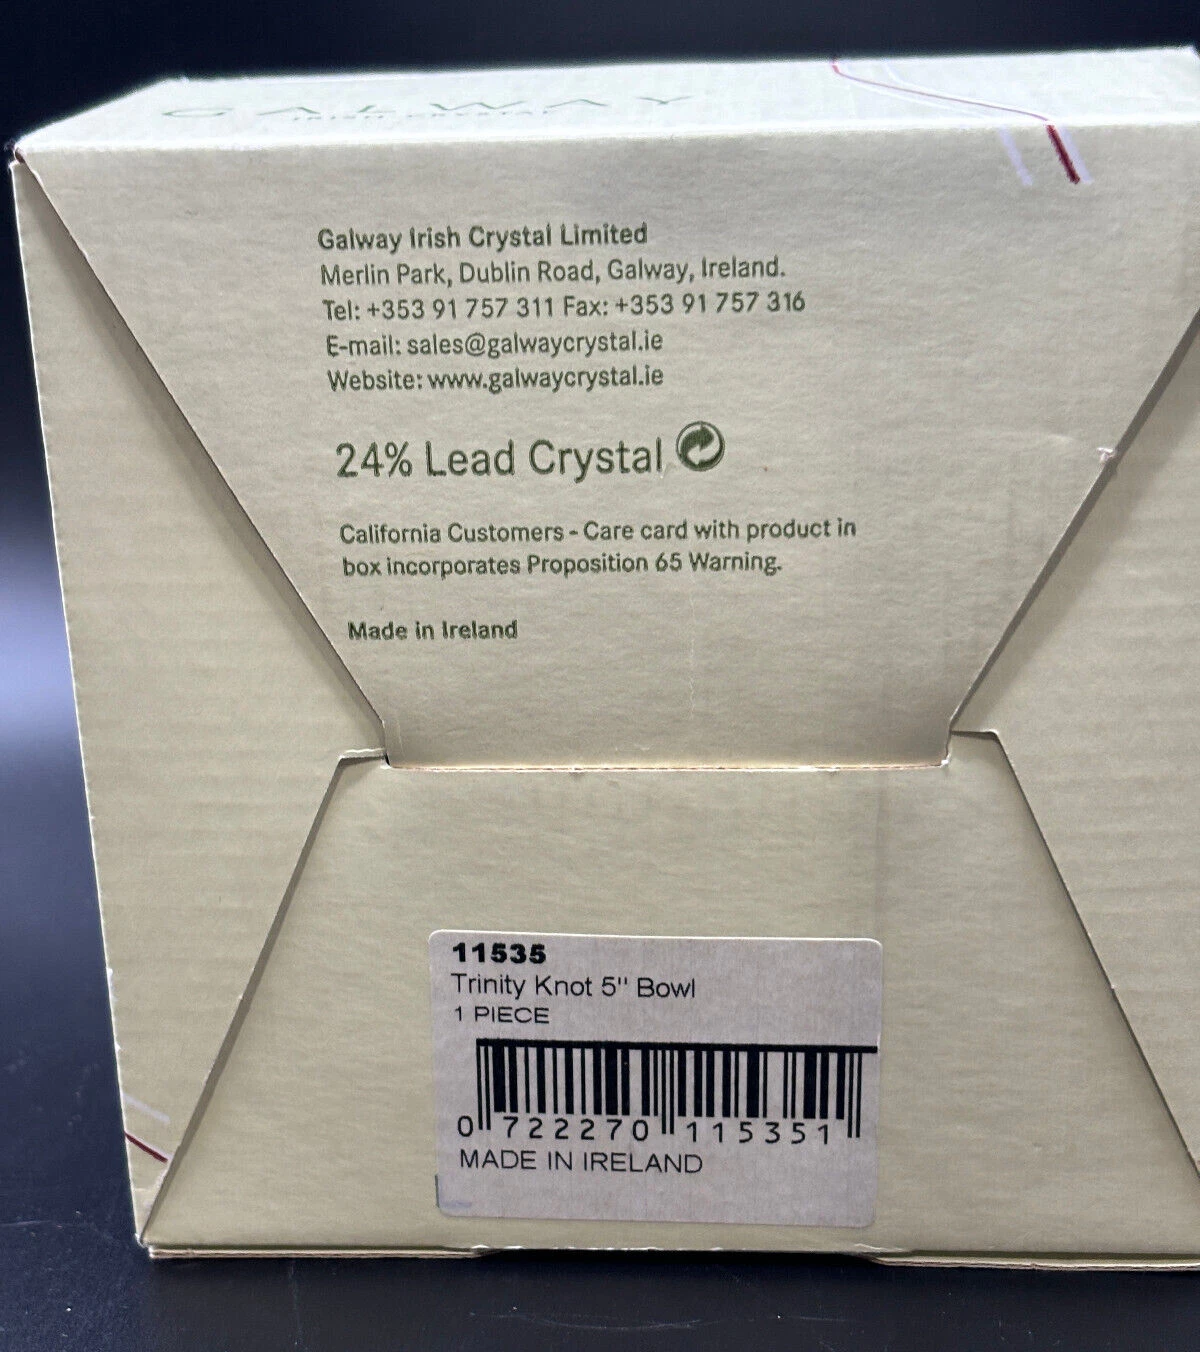 GALWAY
IRISH CRYSTAL
Galway Irish Crystal Limited
Merlin Park, Dublin Road, Galway, Ireland.
Tel: +353 91 757 311 Fax: +353 91 757 316
E-mail: sales@galwaycrystal.ie
Website: www.galwaycrystal.ie
24% Lead Crystal
California Customers - Care card with product in
box incorporates Proposition 65 Warning.
Made in Ireland
11535
Trinity Knot 5" Bowl
1 PIECE
0 722270 115351
MADE IN IRELAND